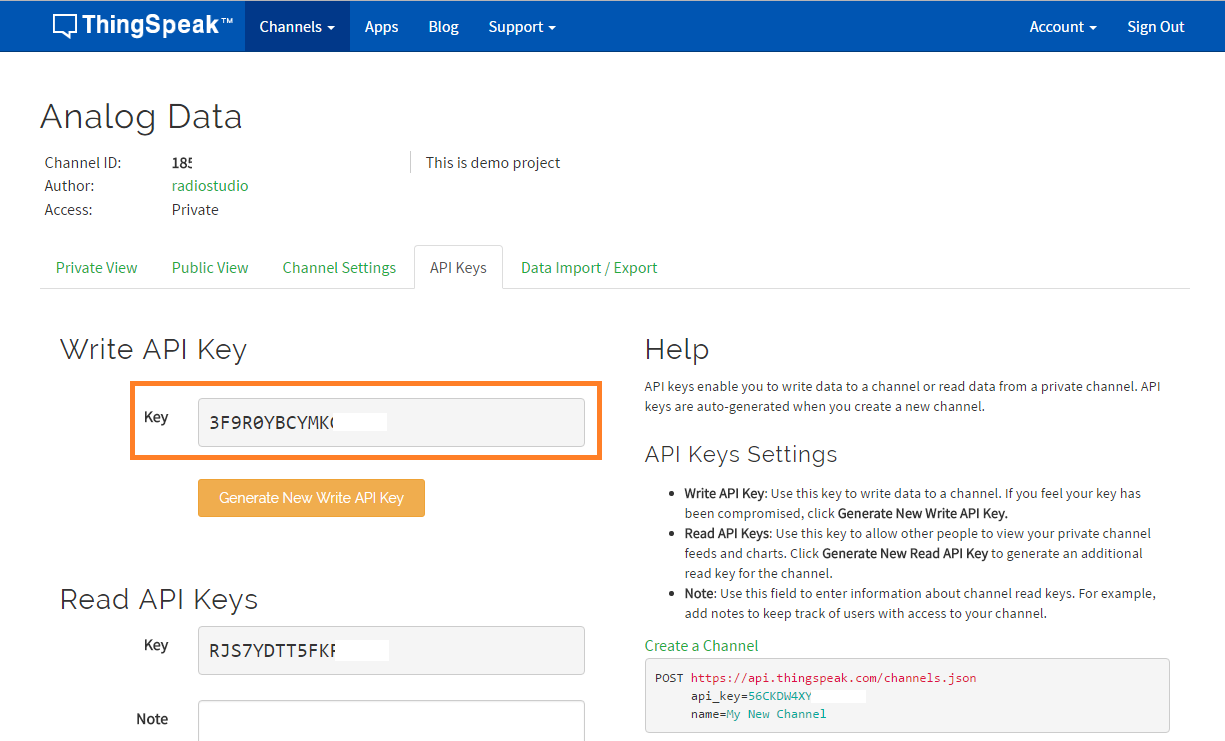 ThingSpeak™ Channels Apps Blog Support Account Sign Out
Analog Data
Channel ID: 185
This is demo project
Author: radiostudio
Access: Private
Private View Public View Channel Settings API Keys Data Import / Export
Write API Key
Key 3F9R0YBCYMK
Generate New Write API Key
Read API Keys
Key RJS7YDTT5FK
Note
Help
API keys enable you to write data to a channel or read data from a private channel. API
keys are auto-generated when you create a new channel.
API Keys Settings
Write API Key: Use this key to write data to a channel. If you feel your key has
been compromised, click Generate New Write API Key.
Read API Keys: Use this key to allow other people to view your private channel
feeds and charts. Click Generate New Read API Key to generate an additional
read key for the channel.
Note: Use this field to enter information about channel read keys. For example,
add notes to keep track of users with access to your channel.
Create a Channel
POST https://api.thingspeak.com/channels.json
api_key=56CKDW4XY
name=My New Channel